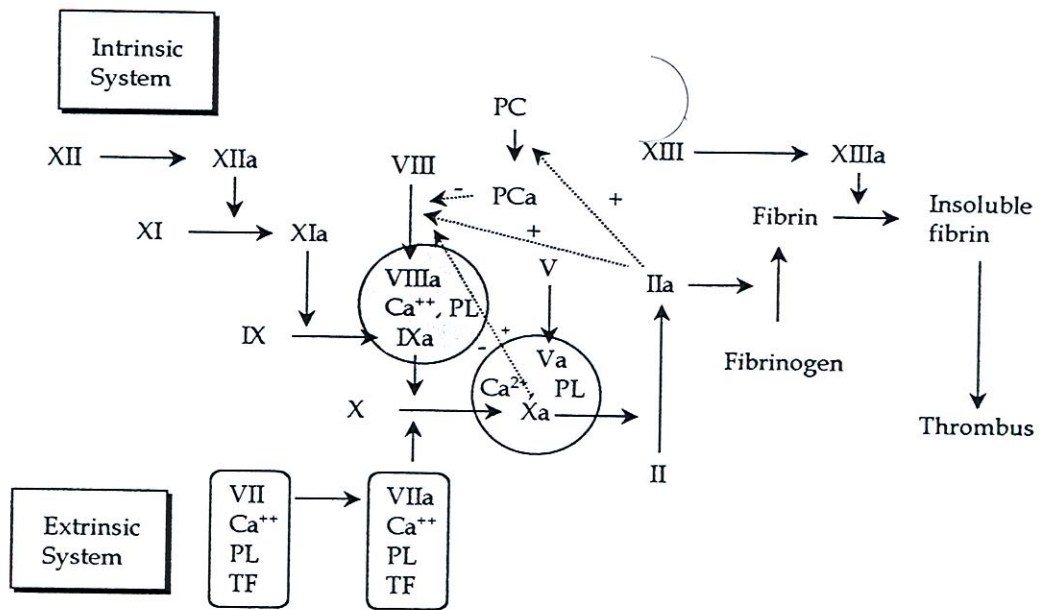 Intrinsic
System
XII
XIIa
XI
XIa
IX
VIII
PC
PCa
-
+
+
VIIIa
Ca++, PL
IXa
+
-
V
Va
Ca2+ PL
Xa
X
XIII
XIIIa
Fibrin
Insoluble
fibrin
IIa
Fibrinogen
II
Thrombus
Extrinsic
System
VII
Ca++
PL
TF
VIIa
Ca++
PL
TF